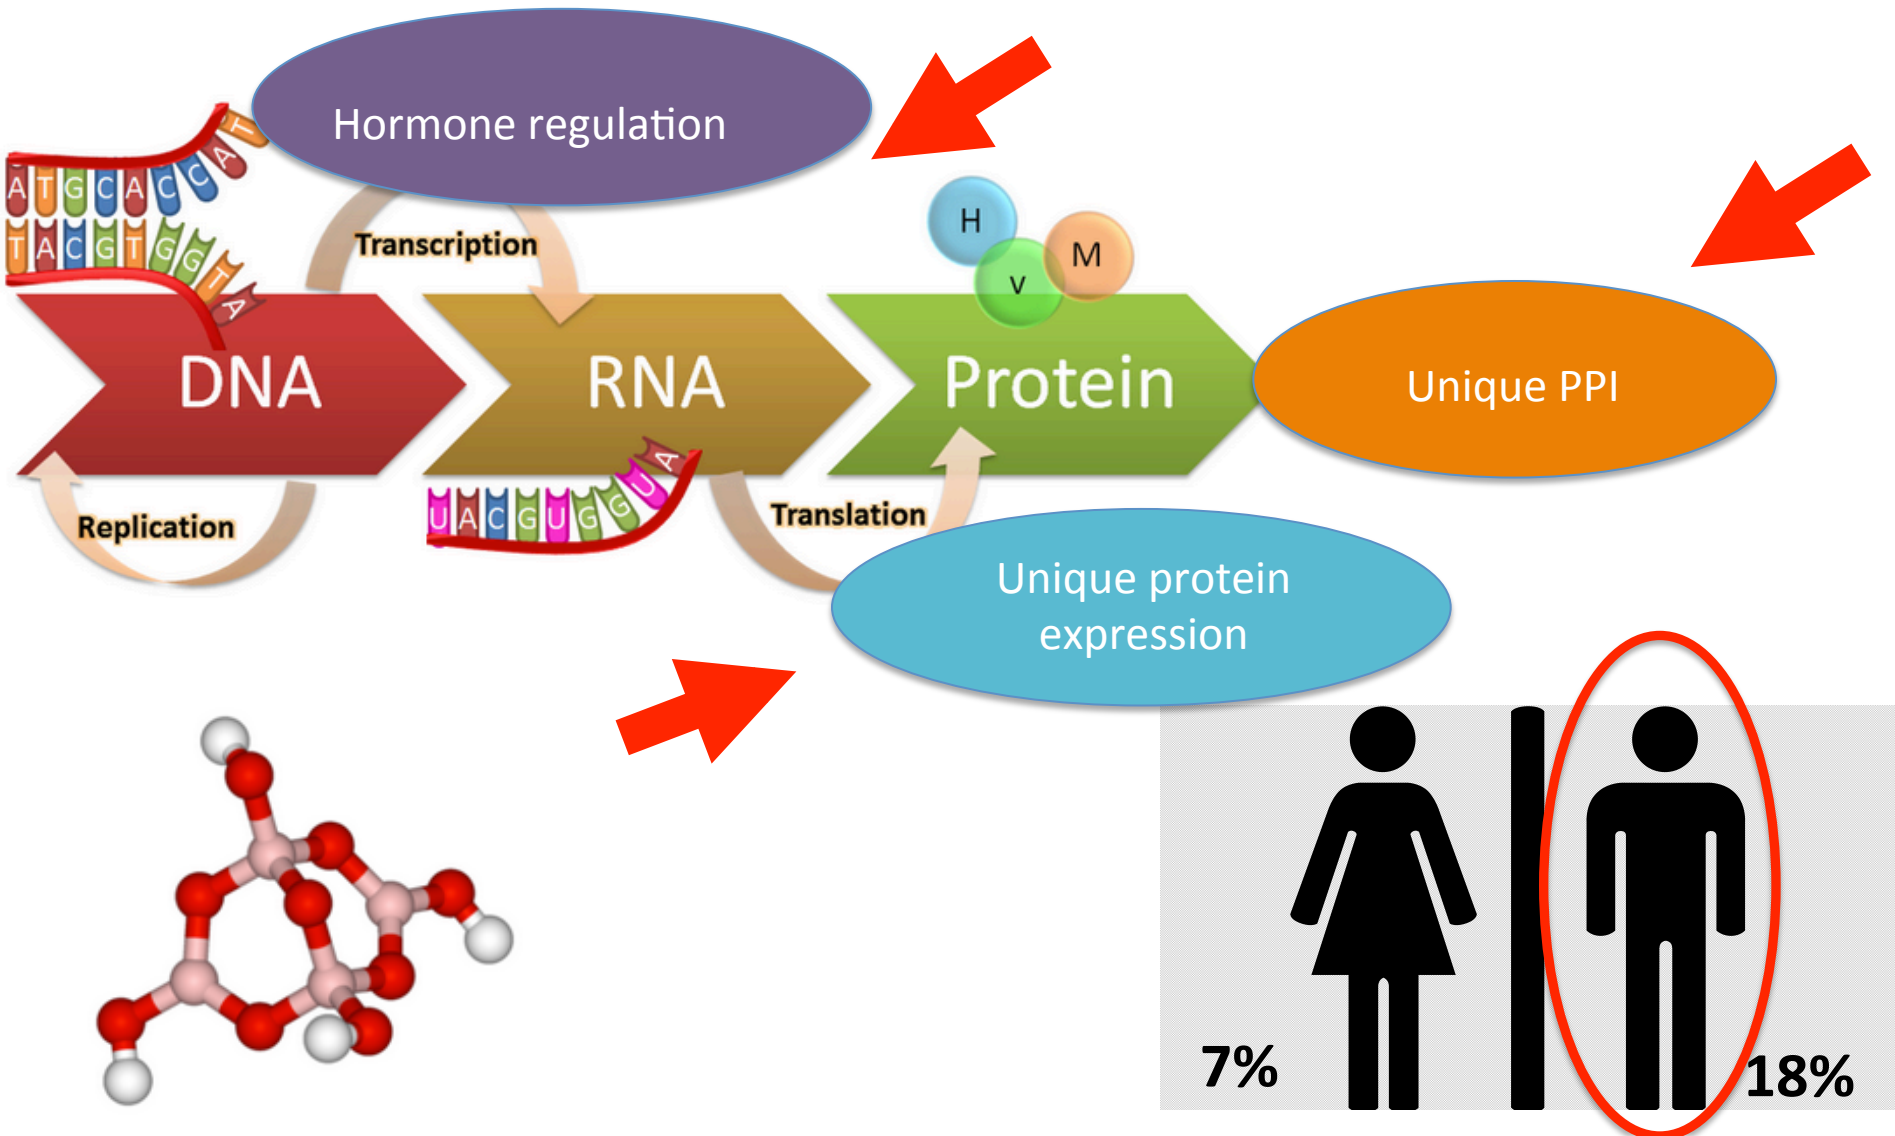 Hormone regulation
A T G C A C C A T
T A C G T G G T A
Transcription
H
v
M
DNA
RNA
Protein
Unique PPI
Replication
U A C G U G G U A
Translation
Unique protein
expression
7%
18%